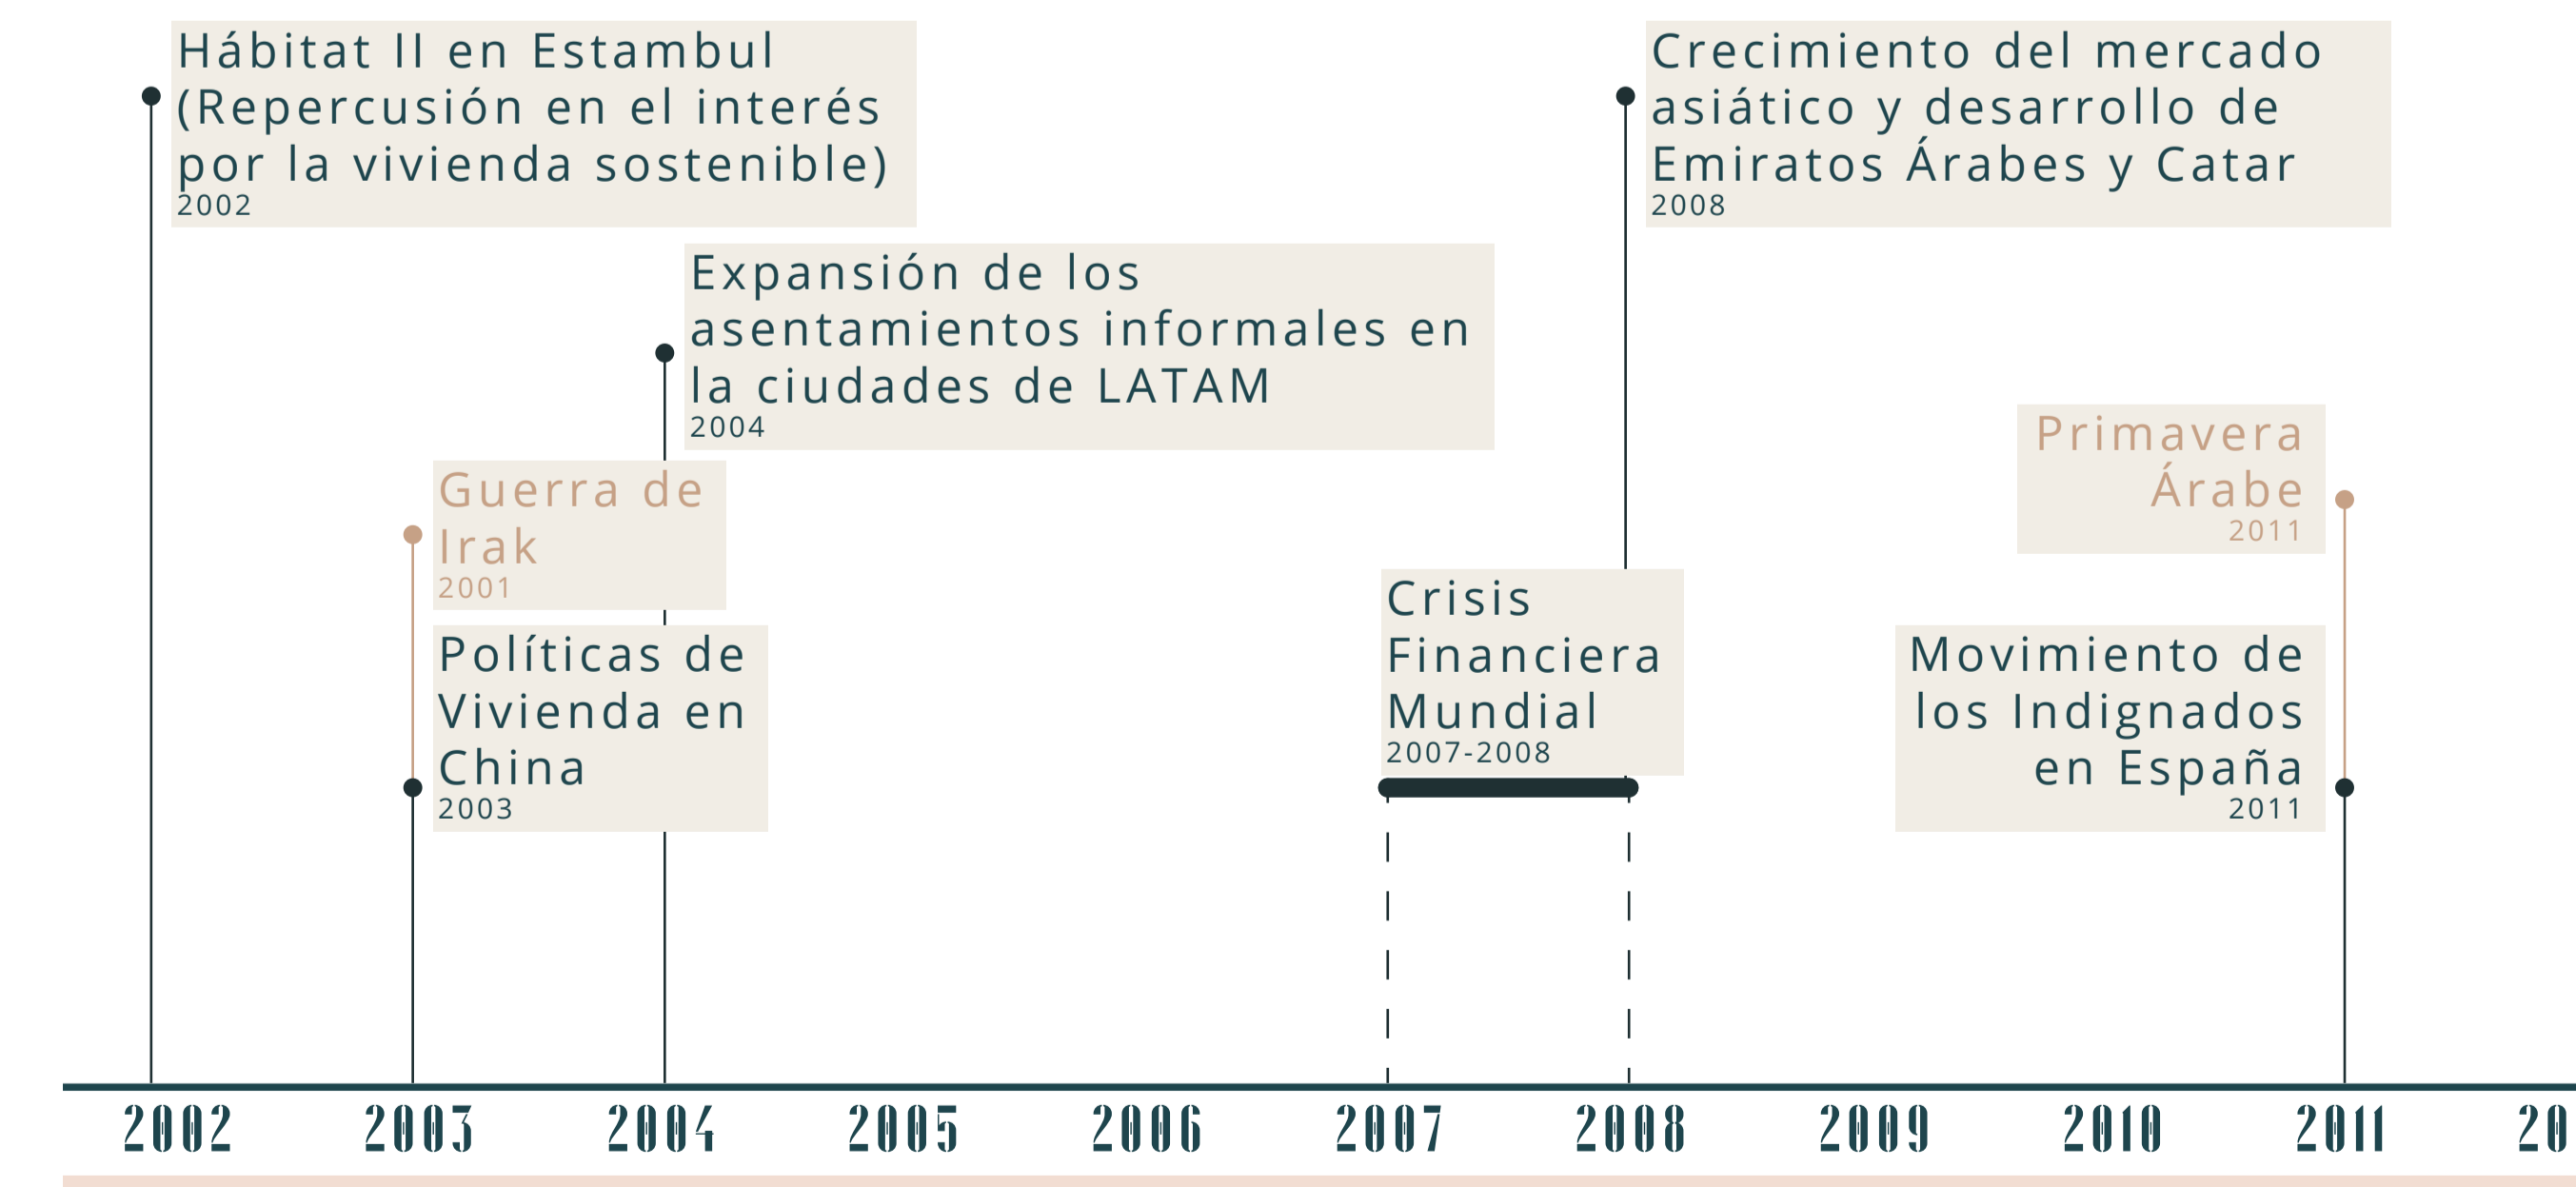 Hábitat II en Estambul
(Repercusión en el interés
por la vivienda sostenible)
2002
Crecimiento del mercado
asiático y desarrollo de
Emiratos Árabes y Catar
2008
Expansión de los
asentamientos informales en
la ciudades de LATAM
2004
Guerra de
Irak
2001
Primavera
Árabe
2011
Políticas de
Vivienda en
China
2003
Crisis
Financiera
Mundial
2007-2008
Movimiento de
los Indignados
en España
2011
2002 2003 2004 2005 2006 2007 2008 2009 2010 2011 20